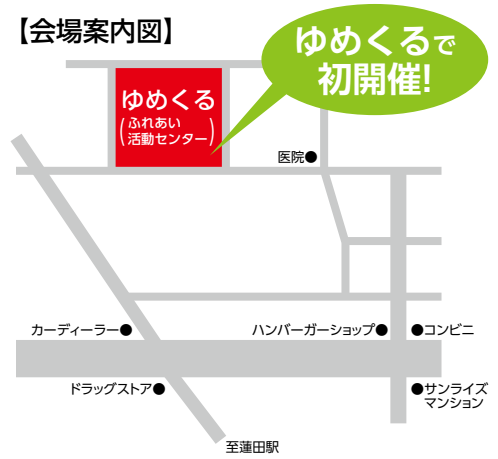 【会場案内図】
ゆめくるで
初開催!
ゆめくる
(ふれあい
活動センター)
医院●
カーディーラー●
ハンバーガーショップ●
●コンビニ
ドラッグストア●
●サンライズ
マンション
至蓮田駅